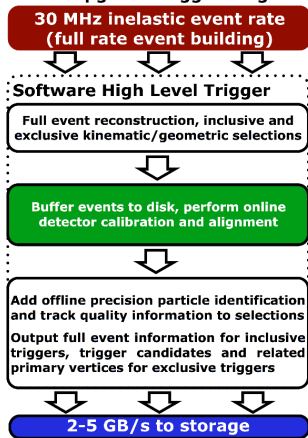 30 MHz inelastic event rate
(full rate event building)
Software High Level Trigger
Full event reconstruction, inclusive and
exclusive kinematic/geometric selections
Buffer events to disk, perform online
detector calibration and alignment
Add offline precision particle identification
and track quality information to selections
Output full event information for inclusive
triggers, trigger candidates and related
primary vertices for exclusive triggers
2-5 GB/s to storage